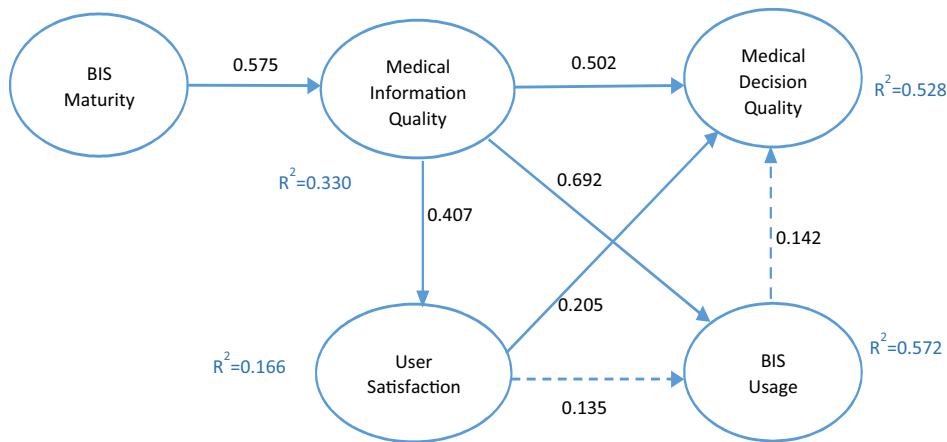 BIS
Maturity
0.575
Medical
Information
Quality
0.502
Medical
Decision
Quality
R²=0.528
R²=0.330
0.407
0.692
0.142
0.205
R²=0.166
User
Satisfaction
0.135
BIS
Usage
R²=0.572